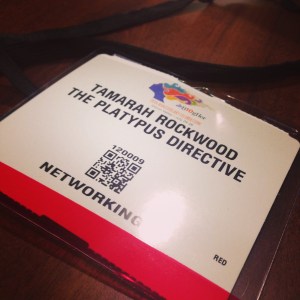 TAMARAH ROCKWOOD
THE PLATYPUS DIRECTIVE
120009
NETWORKING
RED